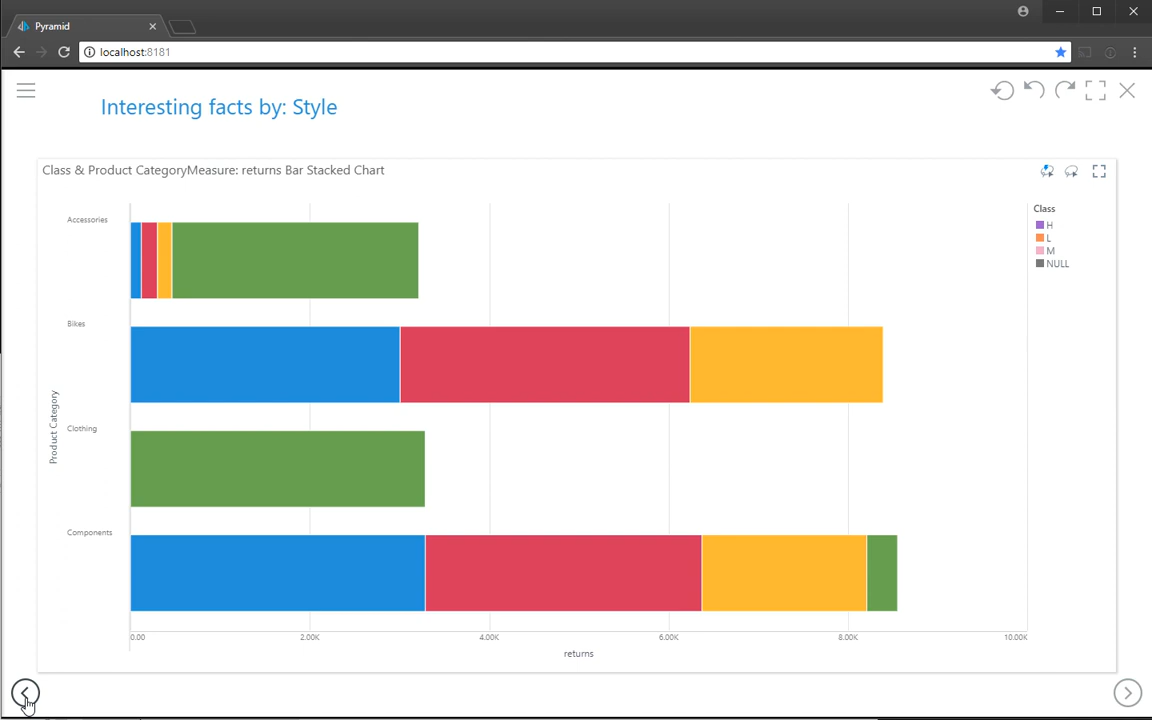 Pyramid
localhost:8181
Interesting facts by: Style
Class & Product CategoryMeasure: returns Bar Stacked Chart
Class
H
L
M
NULL
Accessories
Bikes
Clothing
Components
Product Category
0.00 2.00K 4.00K 6.00K 8.00K 10.00K
returns